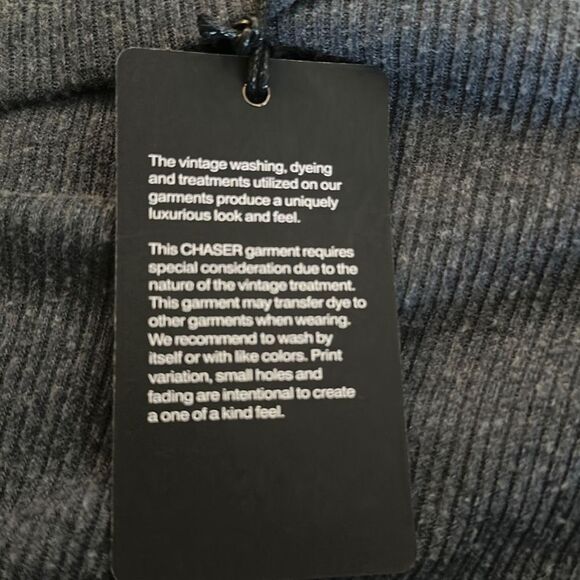 The vintage washing, dyeing
and treatments utilized on our
garments produce a uniquely
luxurious look and feel.
This CHASER garment requires
special consideration due to the
nature of the vintage treatment.
This garment may transfer dye to
other garments when wearing.
We recommend to wash by
itself or with like colors. Print
variation, small holes and
fading are intentional to create
a one of a kind feel.